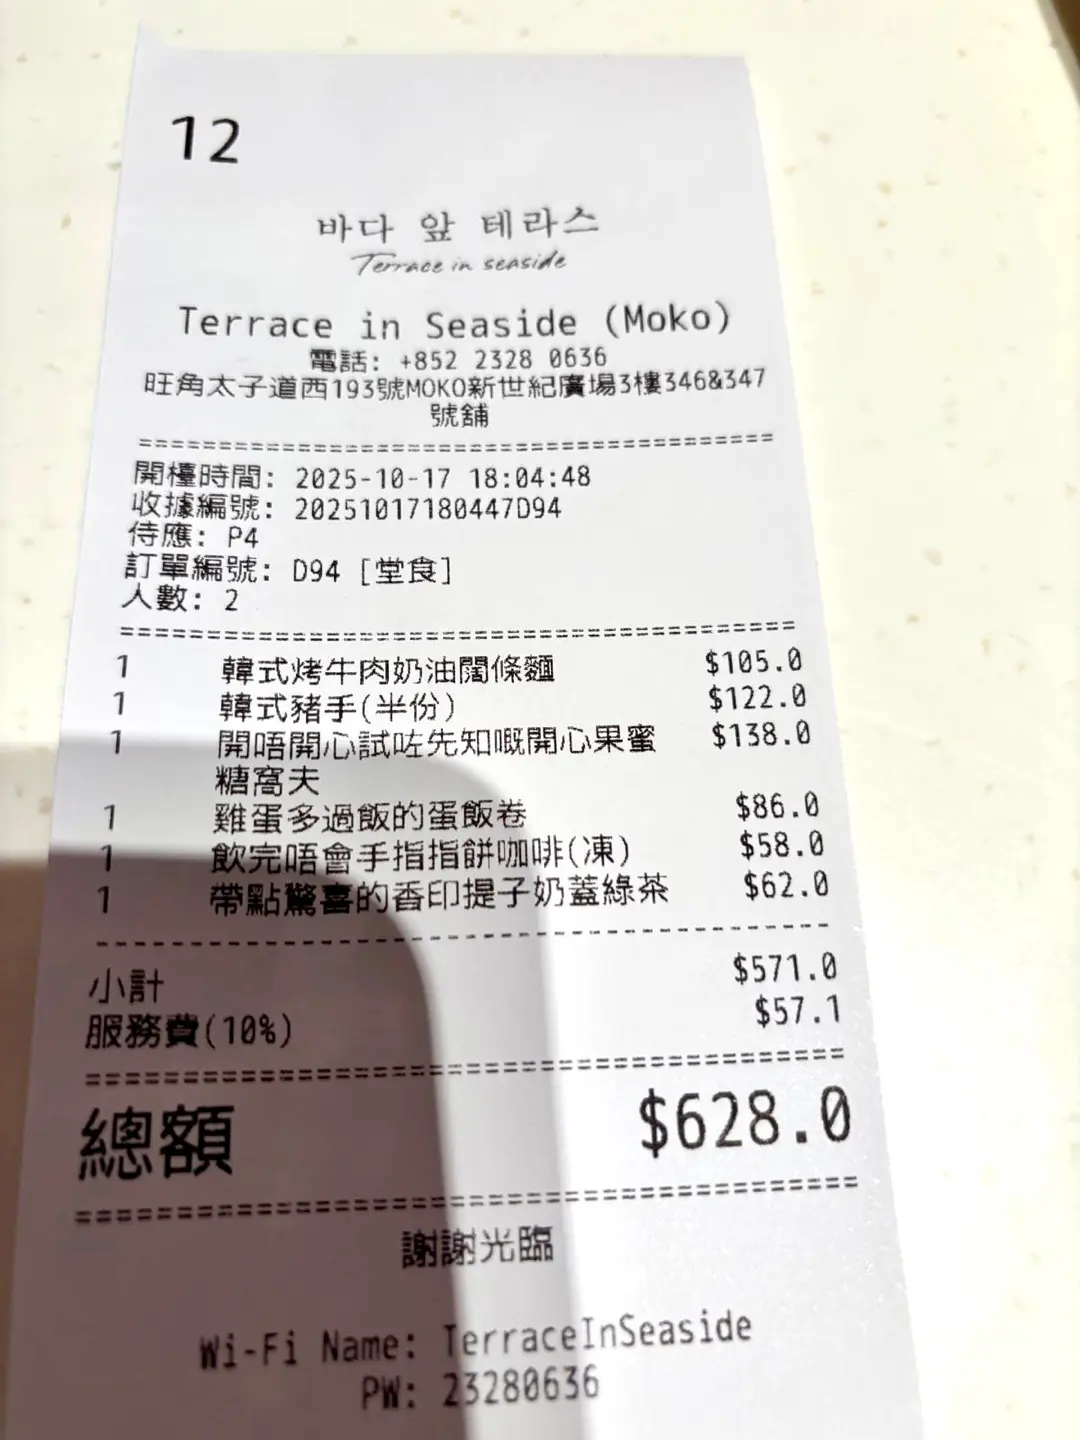 12
바다 앞 테라스
Terrace in seaside
Terrace in Seaside (Moko)
電話: +852 2328 0636
旺角太子道西193號MOKO新世紀廣場3樓346&347
號舖
開檯時間: 2025-10-17 18:04:48
收據編號: 20251017180447D94
侍應: P4
訂單編號: D94 [堂食]
人數: 2
1 韓式烤牛肉奶油闊條麵 $105.0
1 韓式豬手(半份) $122.0
1 開唔開心試咗先知嘅開心果蜜 $138.0
糖窩夫
1 雞蛋多過飯的蛋飯卷 $86.0
1 飲完唔會手指指餅咖啡(凍) $58.0
1 帶點驚喜的香印提子奶蓋綠茶 $62.0
小計 $571.0
服務費(10%) $57.1
總額 $628.0
謝謝光臨
Wi-Fi Name: TerraceInSeaside
PW: 23280636